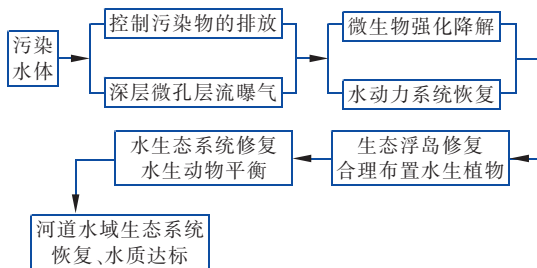 污染
水体
控制污染物的排放
深层微孔层流曝气
微生物强化降解
水动力系统恢复
生态浮岛修复
合理布置水生植物
水生态系统修复
水生动物平衡
河道水域生态系统
恢复、水质达标